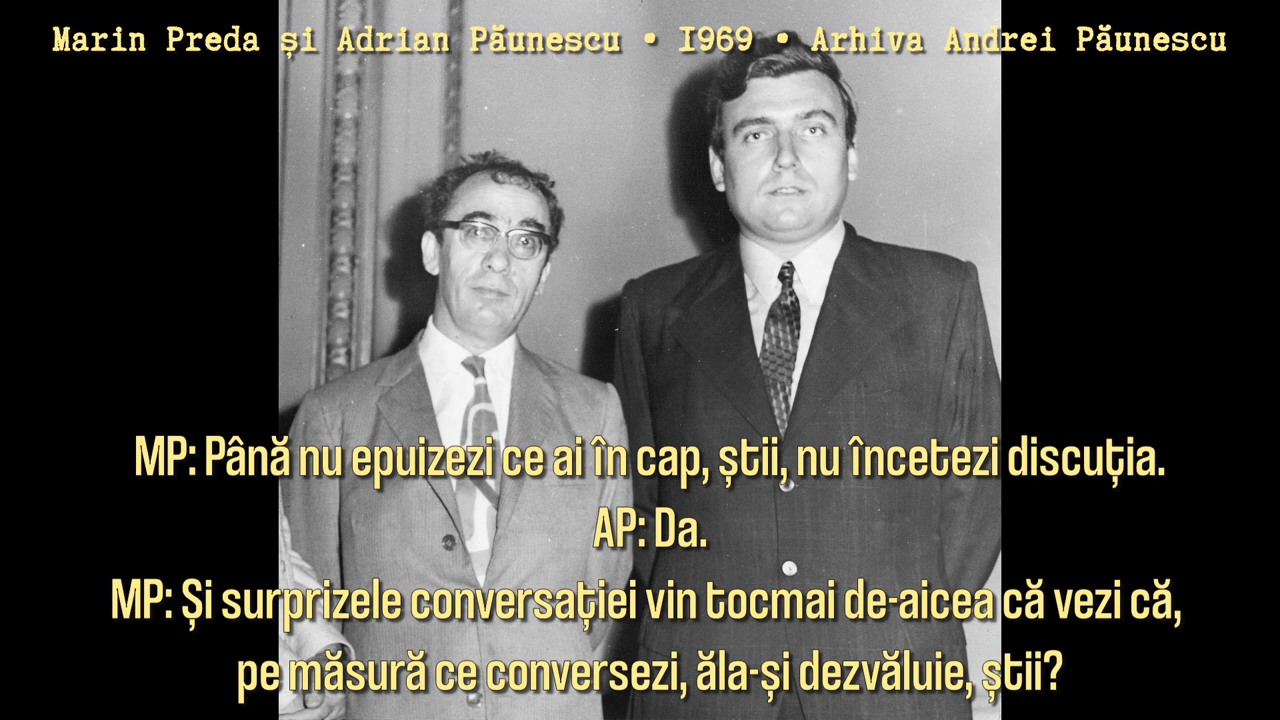 Marin Preda și Adrian Păunescu • 1969 • Arhiva Andrei Păunescu
MP: Până nu epuizezi ce ai în cap, știi, nu încetezi discuția.
AP: Da.
MP: Și surprizele conversației vin tocmai de-aicea că vezi că,
pe măsură ce conversezi, ăla-și dezvăluie, știi?